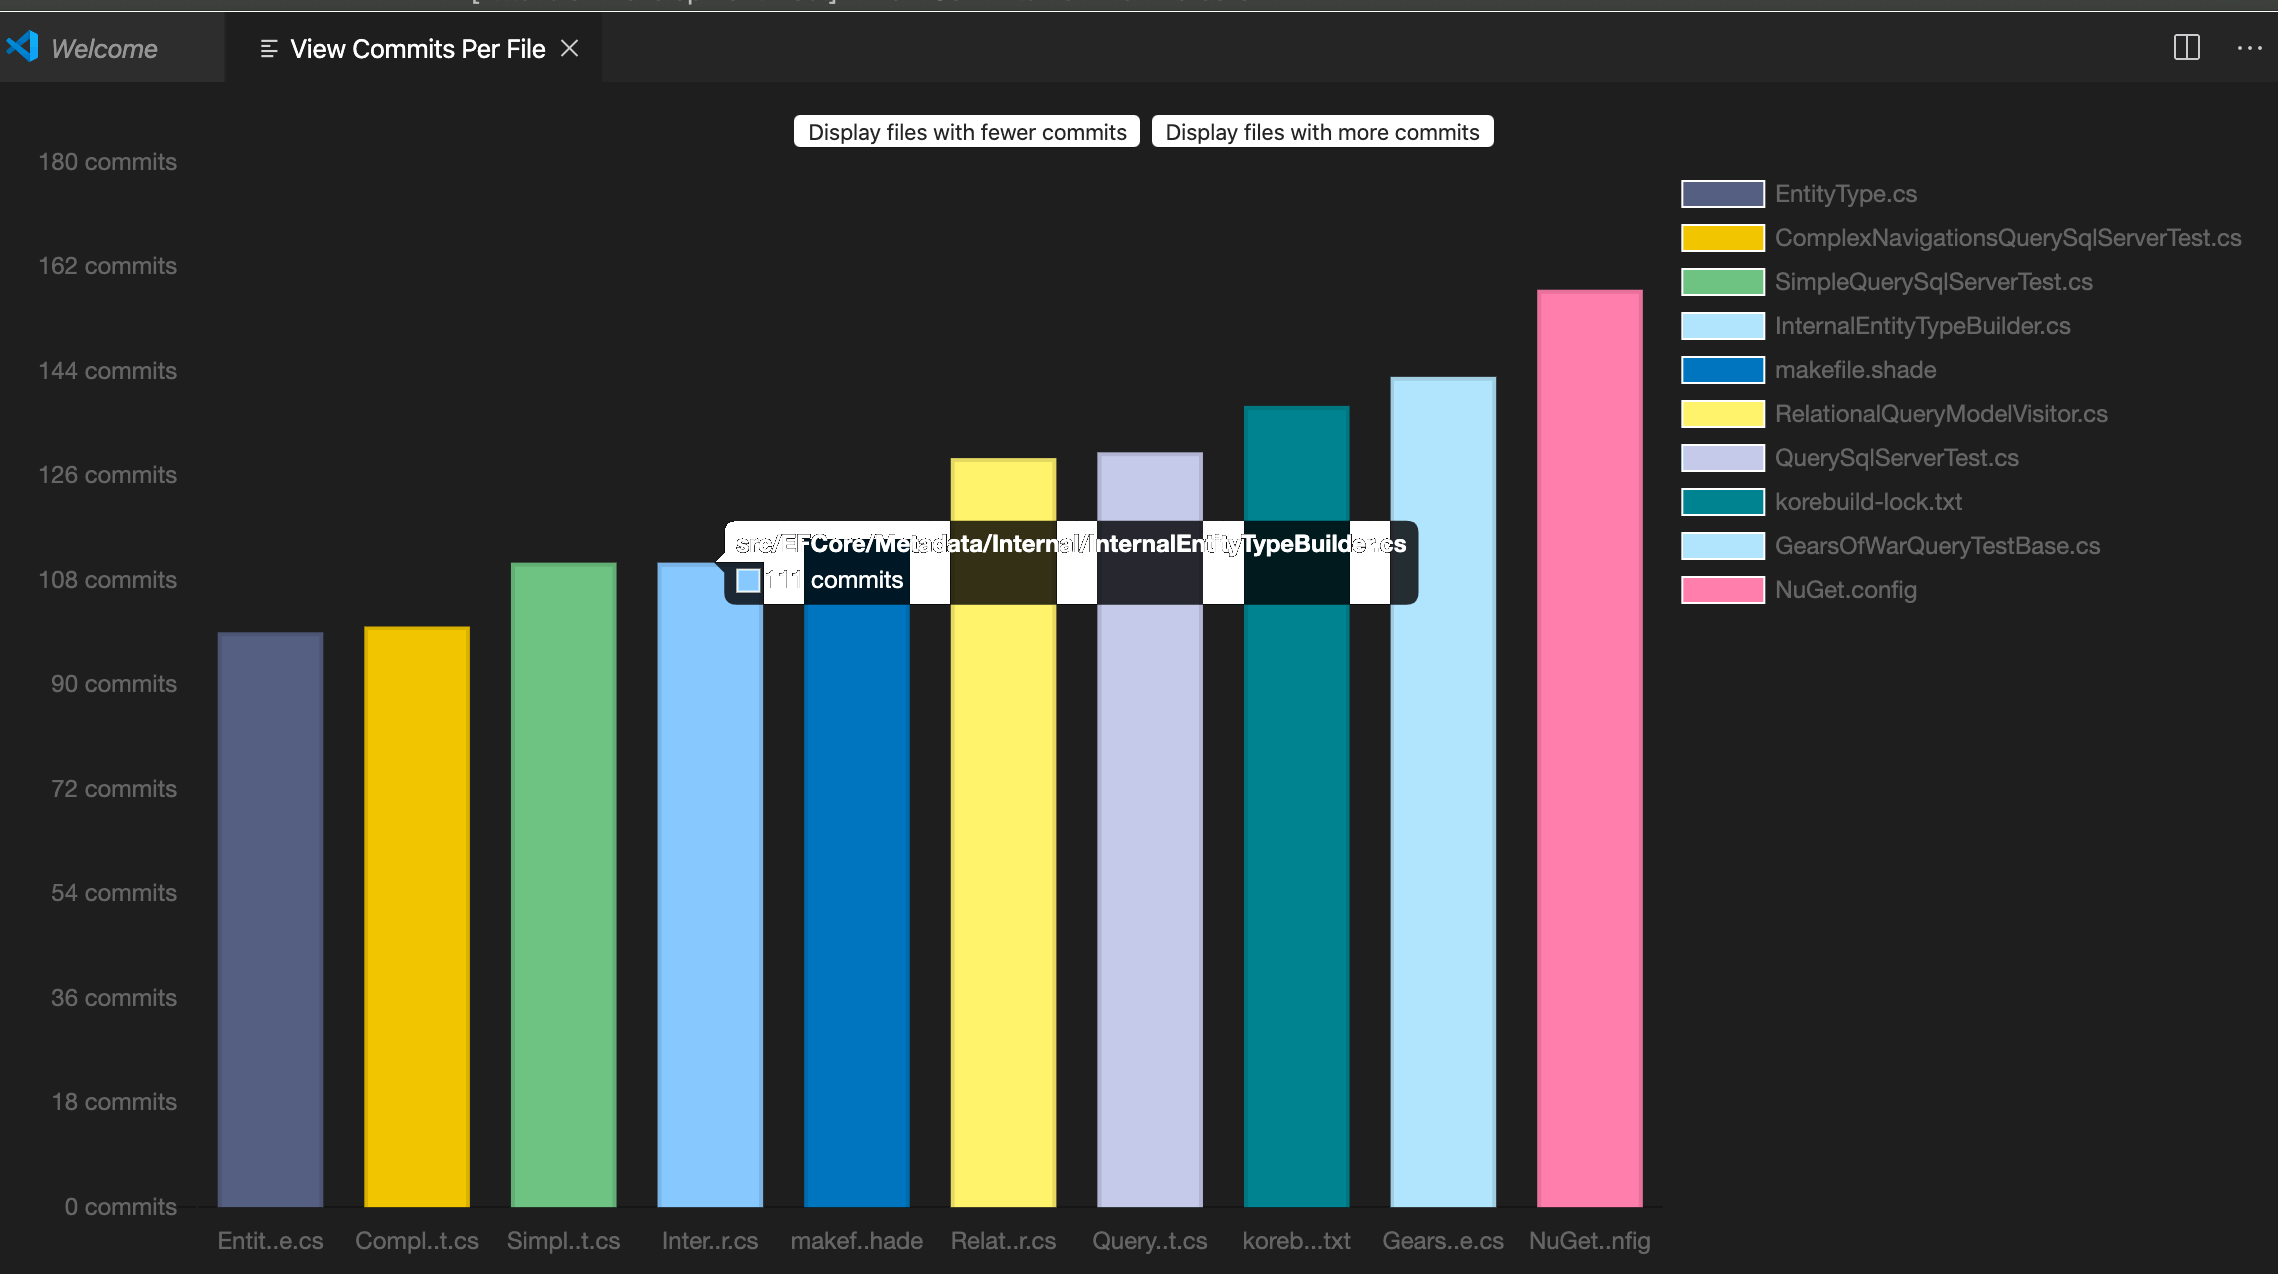 Welcome
View Commits Per File
Display files with fewer commits
Display files with more commits
180 commits
162 commits
144 commits
126 commits
108 commits
90 commits
72 commits
54 commits
36 commits
18 commits
0 commits
src/EFCore/Metadata/Internal/InternalEntityTypeBuilder.cs
111 commits
Entit..e.cs
Compl..t.cs
Simpl..t.cs
Inter..r.cs
makef..hade
Relat..r.cs
Query..t.cs
koreb...txt
Gears..e.cs
NuGet..nfig
EntityType.cs
ComplexNavigationsQuerySqlServerTest.cs
SimpleQuerySqlServerTest.cs
InternalEntityTypeBuilder.cs
makefile.shade
RelationalQueryModelVisitor.cs
QuerySqlServerTest.cs
korebuild-lock.txt
GearsOfWarQueryTestBase.cs
NuGet.config